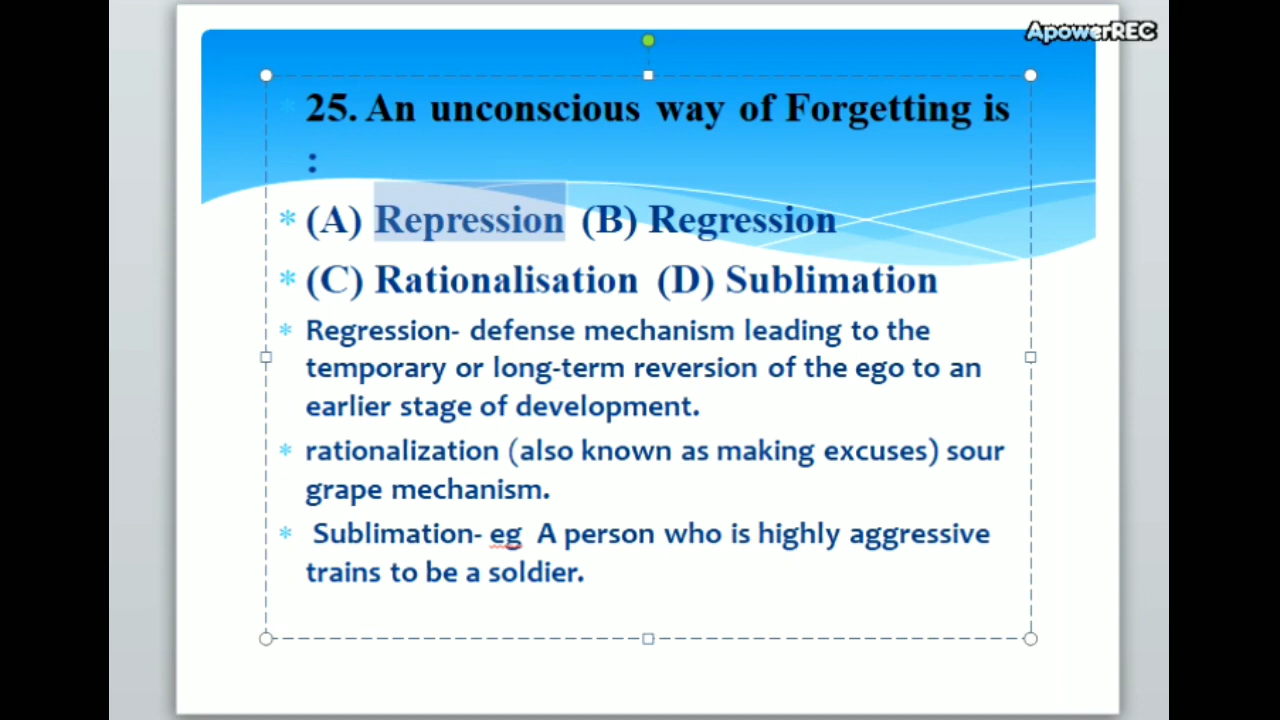 ApowerREC
* 25. An unconscious way of Forgetting is
:
* (A) Repression (B) Regression
* (C) Rationalisation (D) Sublimation
* Regression- defense mechanism leading to the
temporary or long-term reversion of the ego to an
earlier stage of development.
* rationalization (also known as making excuses) sour
grape mechanism.
* Sublimation- eg A person who is highly aggressive
trains to be a soldier.